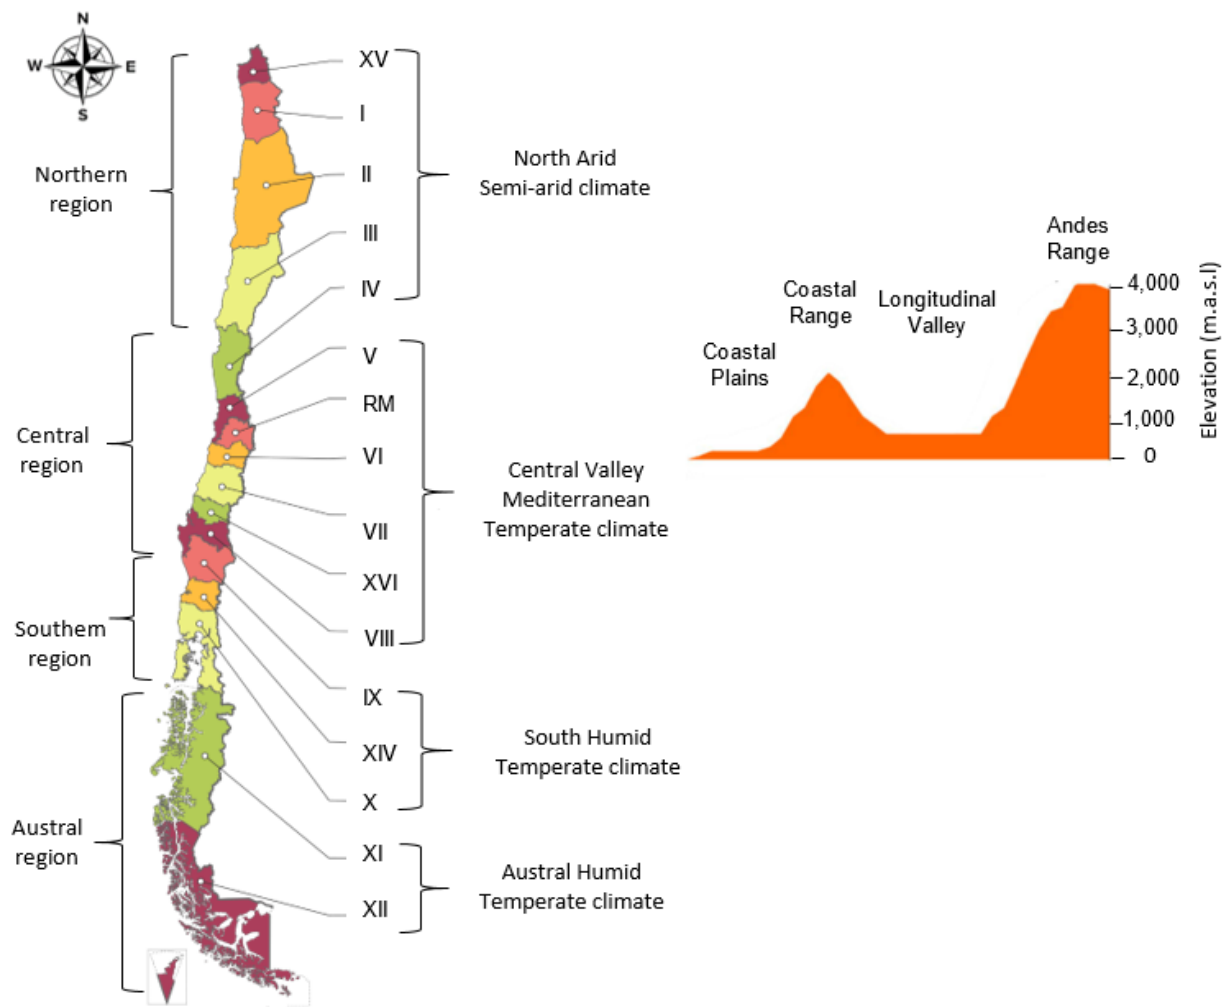 N
W
E
S
Northern
region
Central
region
Southem
region
Austral
region
XV
I
II
III
IV
V
RM
VI
VII
XVI
VIII
IX
XIV
X
XI
XII
North Arid
Semi-arid climate
Central Valley
Mediterranean
Temperate climate
South Humid
Temperate climate
Austral Humid
Temperate climate
Coastal
Plains
Coastal
Range
Longitudinal
Valley
Andes
Range
4,000
3,000
2,000
1,000
0
Elevation (m.a.s.l)